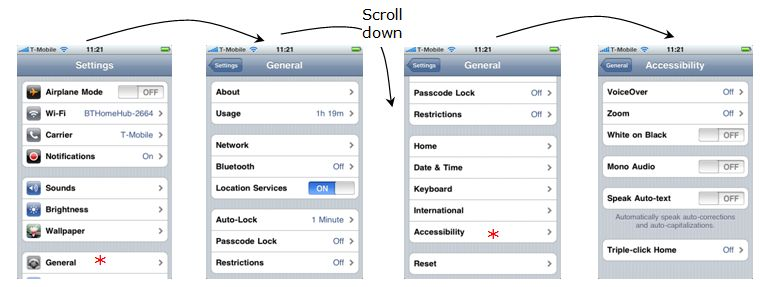 Scroll
down
T-Mobile 11:21
Settings
Airplane Mode OFF
Wi-Fi BTHomeHub-2664
Carrier T-Mobile
Notifications On
Sounds
Brightness
Wallpaper
General *
T-Mobile 11:21
Settings General
About
Usage 1h 19m
Network
Bluetooth Off
Location Services ON
Auto-Lock 1 Minute
Passcode Lock Off
Restrictions Off
T-Mobile 11:21
Settings General
Passcode Lock Off
Restrictions Off
Home
Date & Time
Keyboard
International
Accessibility *
Reset
T-Mobile 11:21
General Accessibility
VoiceOver Off
Zoom Off
White on Black OFF
Mono Audio OFF
Speak Auto-text OFF
Automatically speak auto-corrections
and auto-capitalizations.
Triple-click Home Off